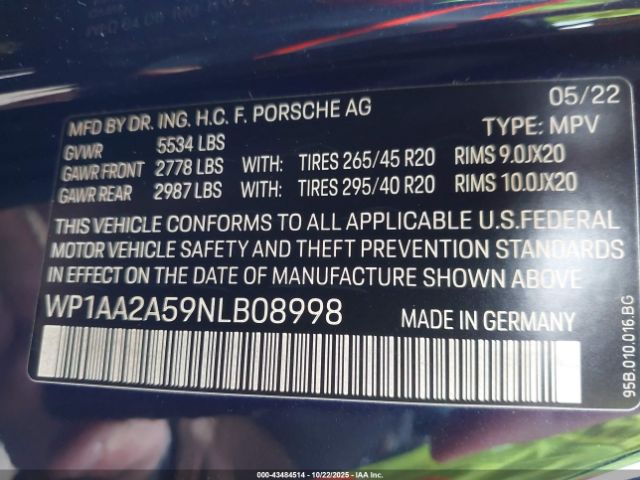 MFD BY DR. ING. H.C. F. PORSCHE AG 05/22
GVWR 5534 LBS TYPE: MPV
GAWR FRONT 2778 LBS WITH: TIRES 265/45 R20 RIMS 9.0JX20
GAWR REAR 2987 LBS WITH: TIRES 295/40 R20 RIMS 10.0JX20
THIS VEHICLE CONFORMS TO ALL APPLICABLE U.S.FEDERAL
MOTOR VEHICLE SAFETY AND THEFT PREVENTION STANDARDS
IN EFFECT ON THE DATE OF MANUFACTURE SHOWN ABOVE
WP1AA2A59NLB08998 MADE IN GERMANY
95B.010.016.BG
000-43484514 - 10/22/2025 - IAA Inc.